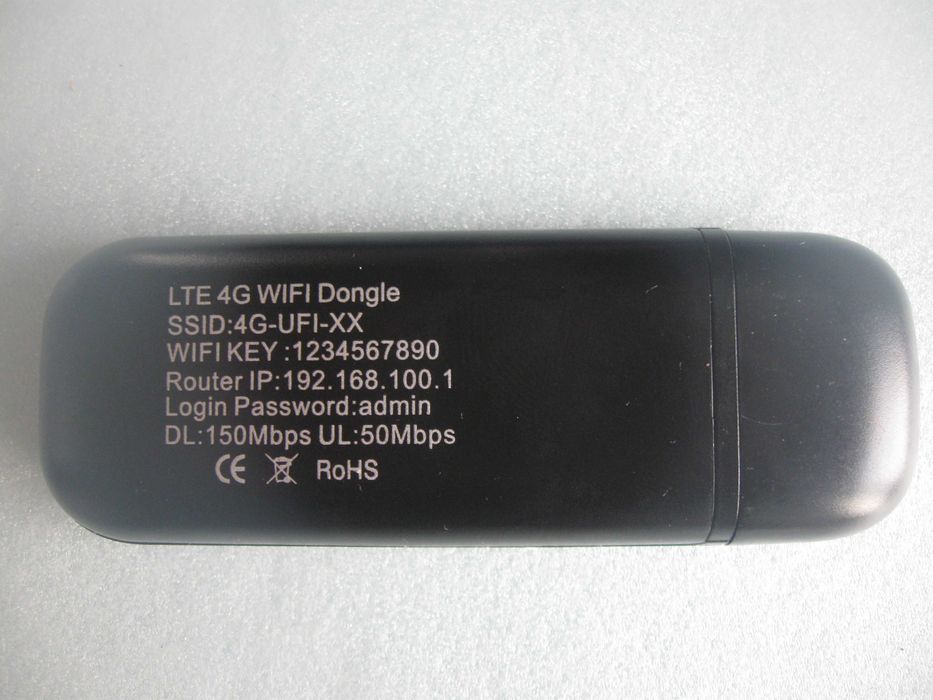 LTE 4G WIFI Dongle
SSID:4G-UFI-XX
WIFI KEY :1234567890
Router IP:192.168.100.1
Login Password:admin
DL:150Mbps UL:50Mbps
CE RoHS